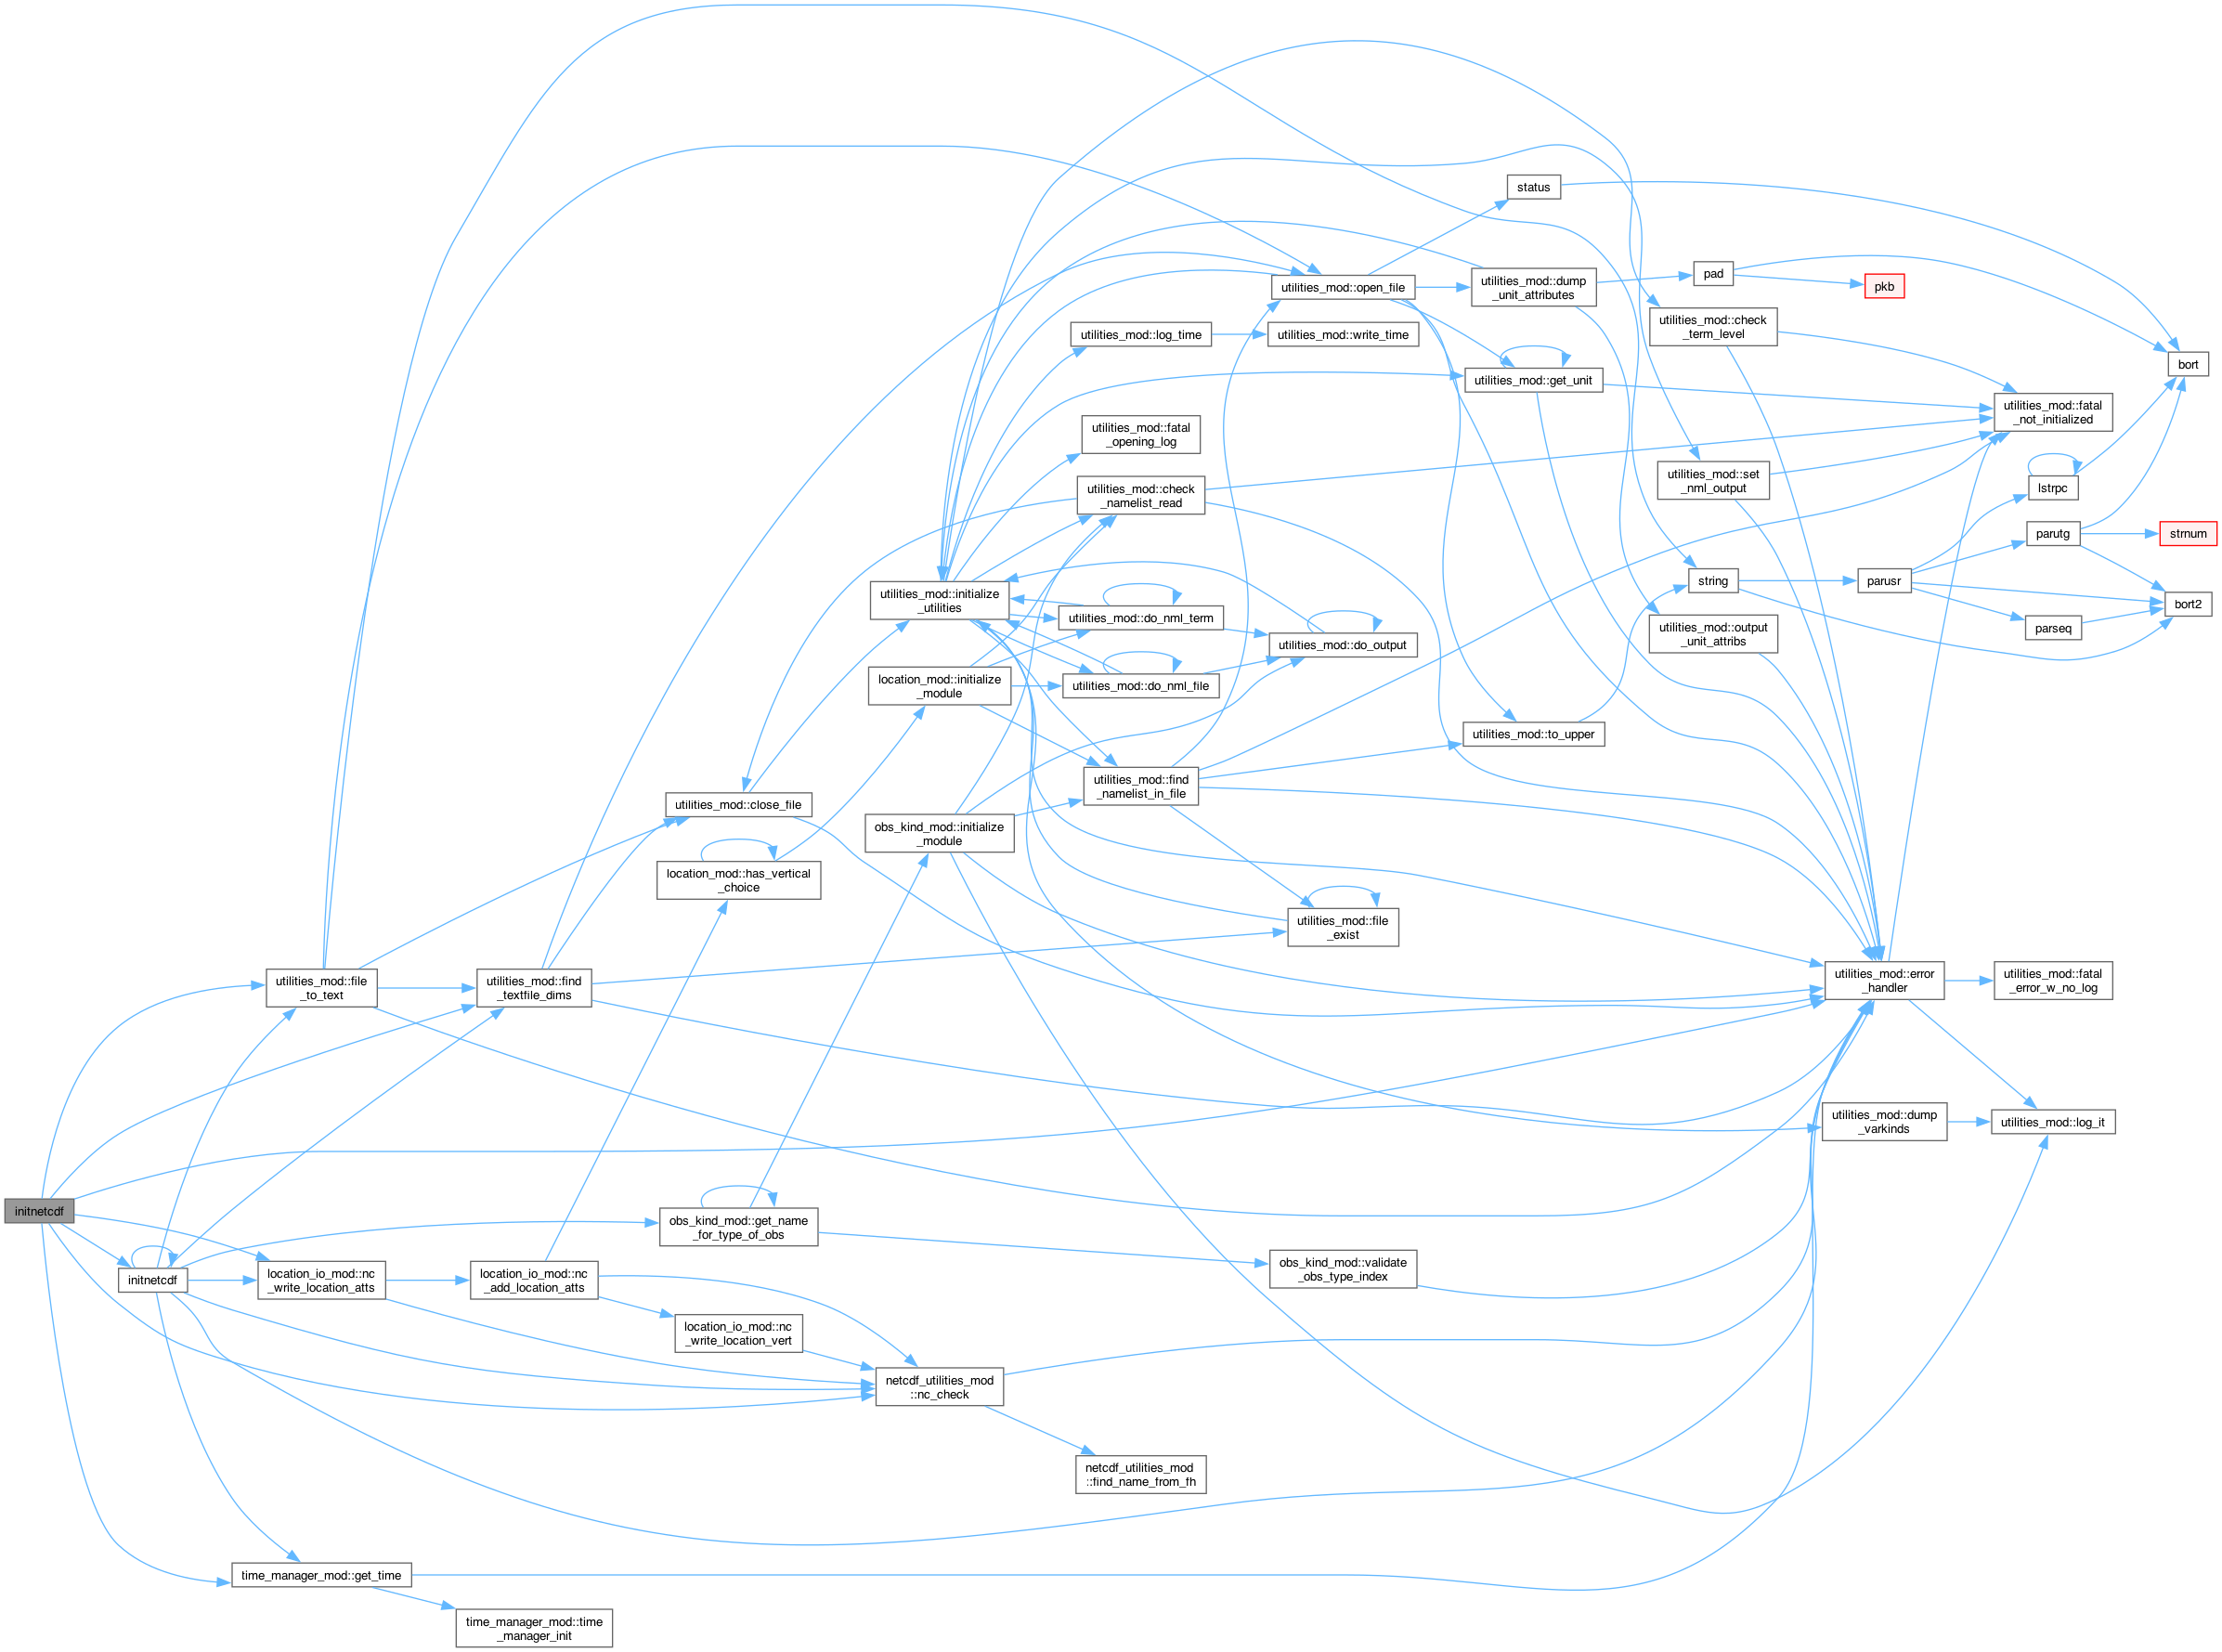 status
utilities_mod::dump
_unit_attributes
pad
pkb
utilities_mod::open_file
utilities_mod::check
_term_level
utilities_mod::log_time
utilities_mod::write_time
bort
utilities_mod::get_unit
utilities_mod::fatal
_not_initialized
utilities_mod::fatal
_opening_log
utilities_mod::set
_nml_output
lstrpc
utilities_mod::check
_namelist_read
parutg
strnum
string
parusr
utilities_mod::initialize
_utilities
bort2
utilities_mod::do_nml_term
utilities_mod::output
_unit_attribs
parseq
utilities_mod::do_output
location_mod::initialize
_module
utilities_mod::do_nml_file
utilities_mod::to_upper
utilities_mod::find
_namelist_in_file
utilities_mod::close_file
obs_kind_mod::initialize
_module
location_mod::has_vertical
_choice
utilities_mod::file
_exist
utilities_mod::file
_to_text
utilities_mod::find
_textfile_dims
utilities_mod::error
_handler
utilities_mod::fatal
_error_w_no_log
utilities_mod::dump
_varkinds
utilities_mod::log_it
initnetcdf
obs_kind_mod::get_name
_for_type_of_obs
initnetcdf
location_io_mod::nc
_write_location_atts
location_io_mod::nc
_add_location_atts
obs_kind_mod::validate
_obs_type_index
location_io_mod::nc
_write_location_vert
netcdf_utilities_mod
::nc_check
netcdf_utilities_mod
::find_name_from_fh
time_manager_mod::get_time
time_manager_mod::time
_manager_init